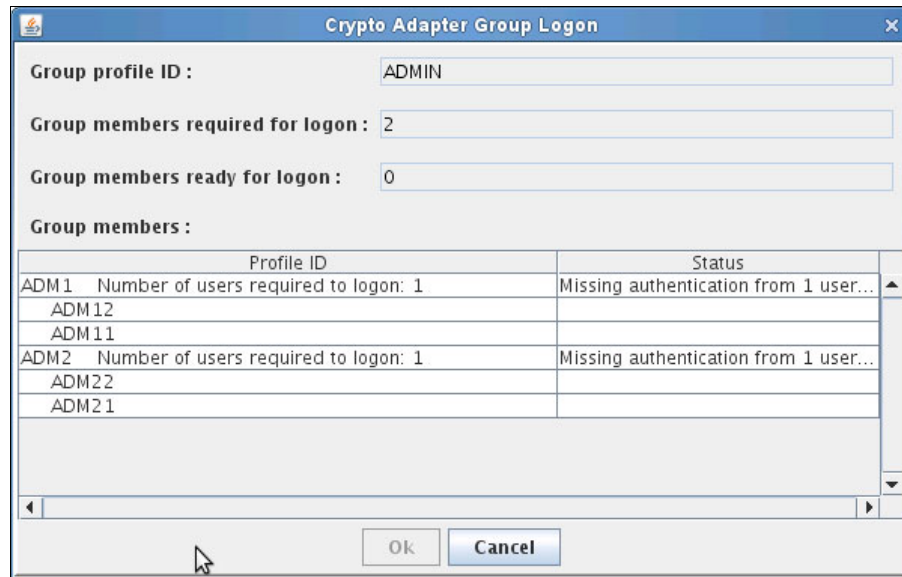 Crypto Adapter Group Logon
Group profile ID : ADMIN
Group members required for logon : 2
Group members ready for logon : 0
Group members :
Profile ID Status
ADM1 Number of users required to logon: 1 Missing authentication from 1 user...
ADM12
ADM11
ADM2 Number of users required to logon: 1 Missing authentication from 1 user...
ADM22
ADM21
Ok Cancel